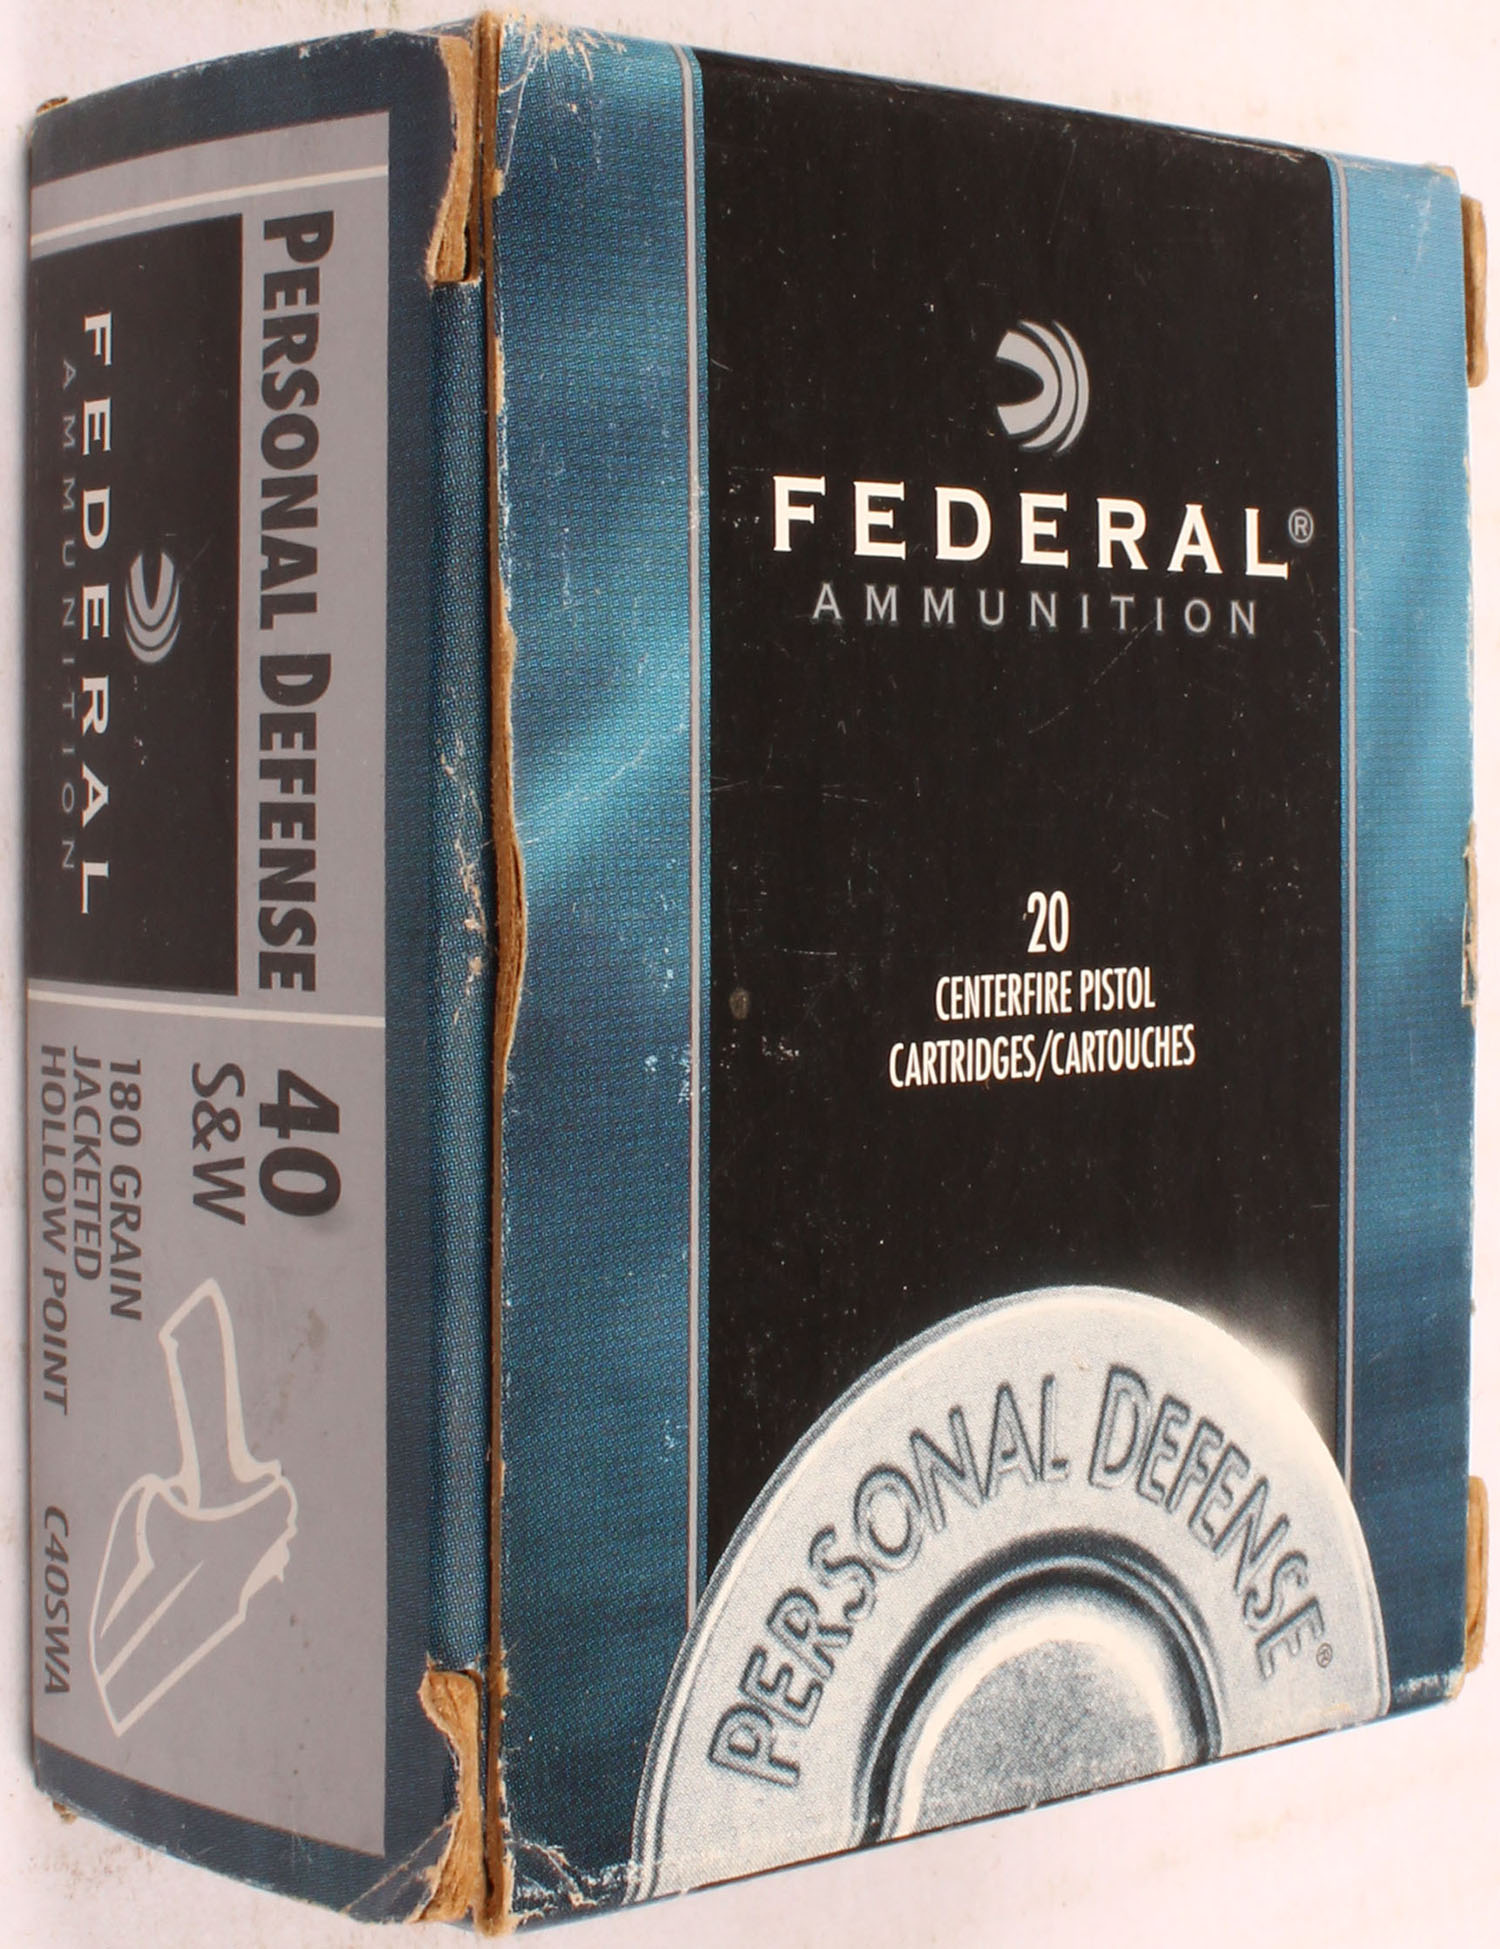 FEDERAL®
AMMUNITION
20
CENTERFIRE PISTOL
CARTRIDGES/CARTOUCHES
PERSONAL DEFENSE®
PERSONAL DEFENSE
FEDERAL
AMMUNITION
40
S&W
180 GRAIN
JACKETED
HOLLOW POINT
C40SWA